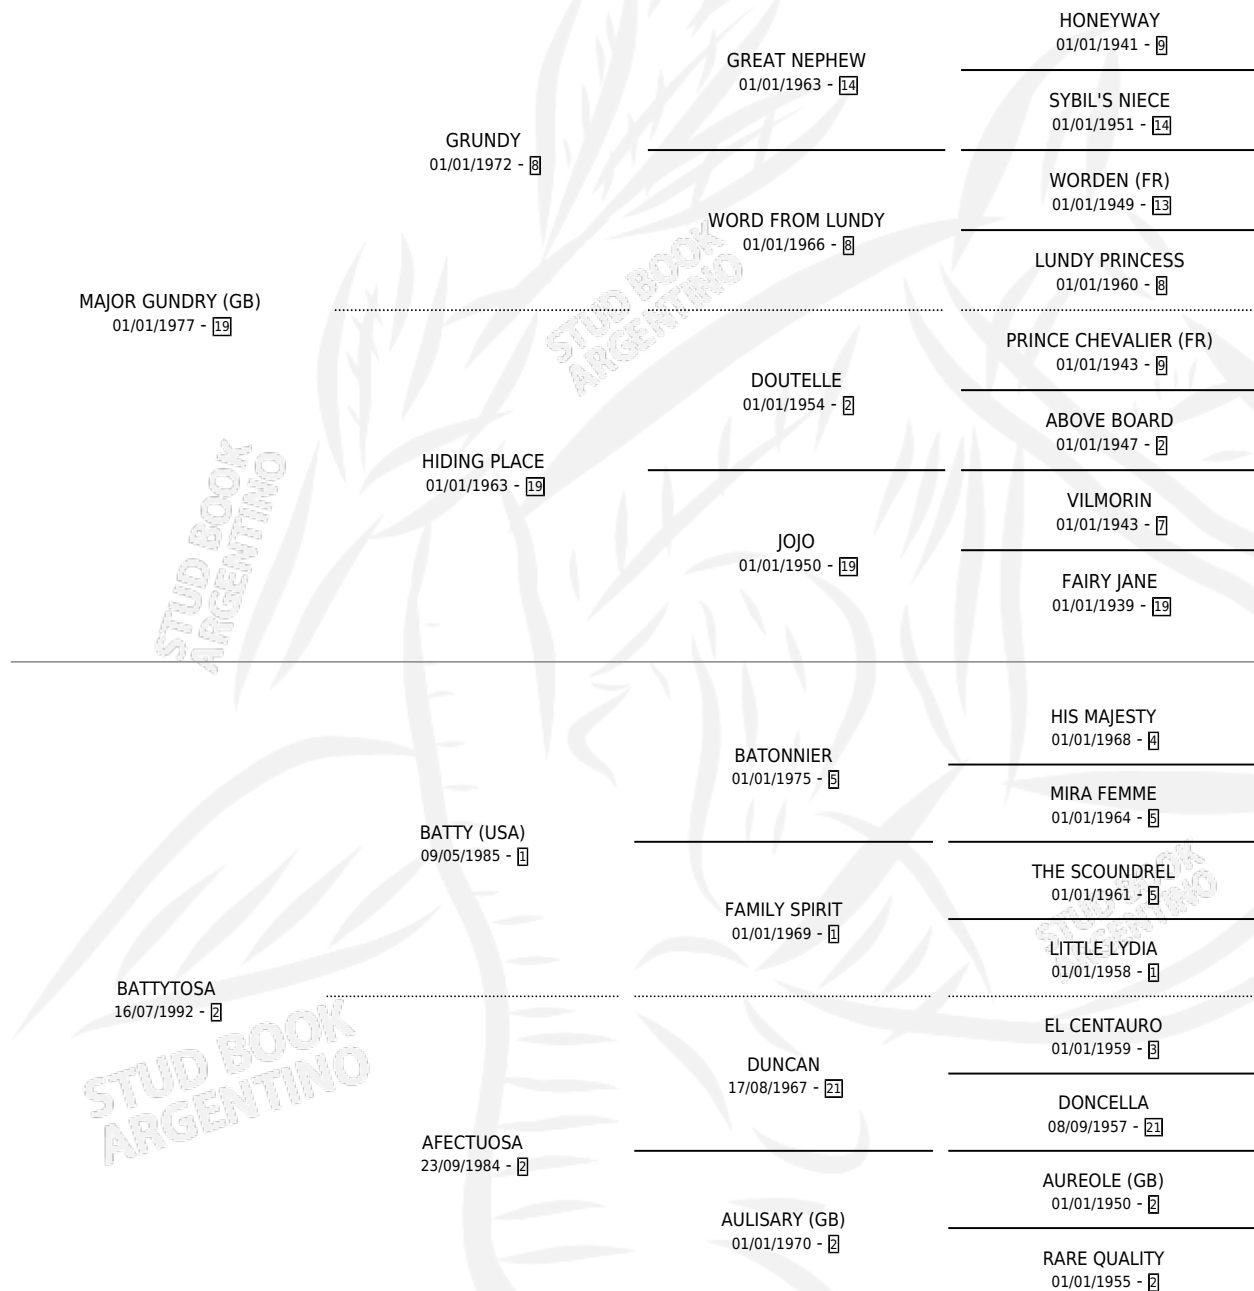 HONEYWAY
01/01/1941 - 9
GREAT NEPHEW
01/01/1963 - 14
SYBIL'S NIECE
01/01/1951 - 14
GRUNDY
01/01/1972 - 8
WORDEN (FR)
01/01/1949 - 13
WORD FROM LUNDY
01/01/1966 - 8
LUNDY PRINCESS
01/01/1960 - 8
MAJOR GUNDRY (GB)
01/01/1977 - 19
STUD BOOK
ARGENTINO
PRINCE CHEVALIER (FR)
01/01/1943 - 9
DOUTELLE
01/01/1954 - 2
ABOVE BOARD
01/01/1947 - 2
HIDING PLACE
01/01/1963 - 19
VILMORIN
01/01/1943 - 7
JOJO
01/01/1950 - 19
FAIRY JANE
01/01/1939 - 19
STUD BOOK
ARGENTINO
HIS MAJESTY
01/01/1968 - 4
BATONNIER
01/01/1975 - 5
MIRA FEMME
01/01/1964 - 5
BATTY (USA)
09/05/1985 - 1
THE SCOUNDREL
01/01/1961 - 5
FAMILY SPIRIT
01/01/1969 - 1
LITTLE LYDIA
01/01/1958 - 1
STUD BOOK
ARGENTINO
BATTYTOSA
16/07/1992 - 2
EL CENTAURO
01/01/1959 - 3
DUNCAN
17/08/1967 - 21
DONCELLA
08/09/1957 - 21
STUD BOOK
ARGENTINO
AFECTUOSA
23/09/1984 - 2
AUREOLE (GB)
01/01/1950 - 2
AULISARY (GB)
01/01/1970 - 2
RARE QUALITY
01/01/1955 - 2